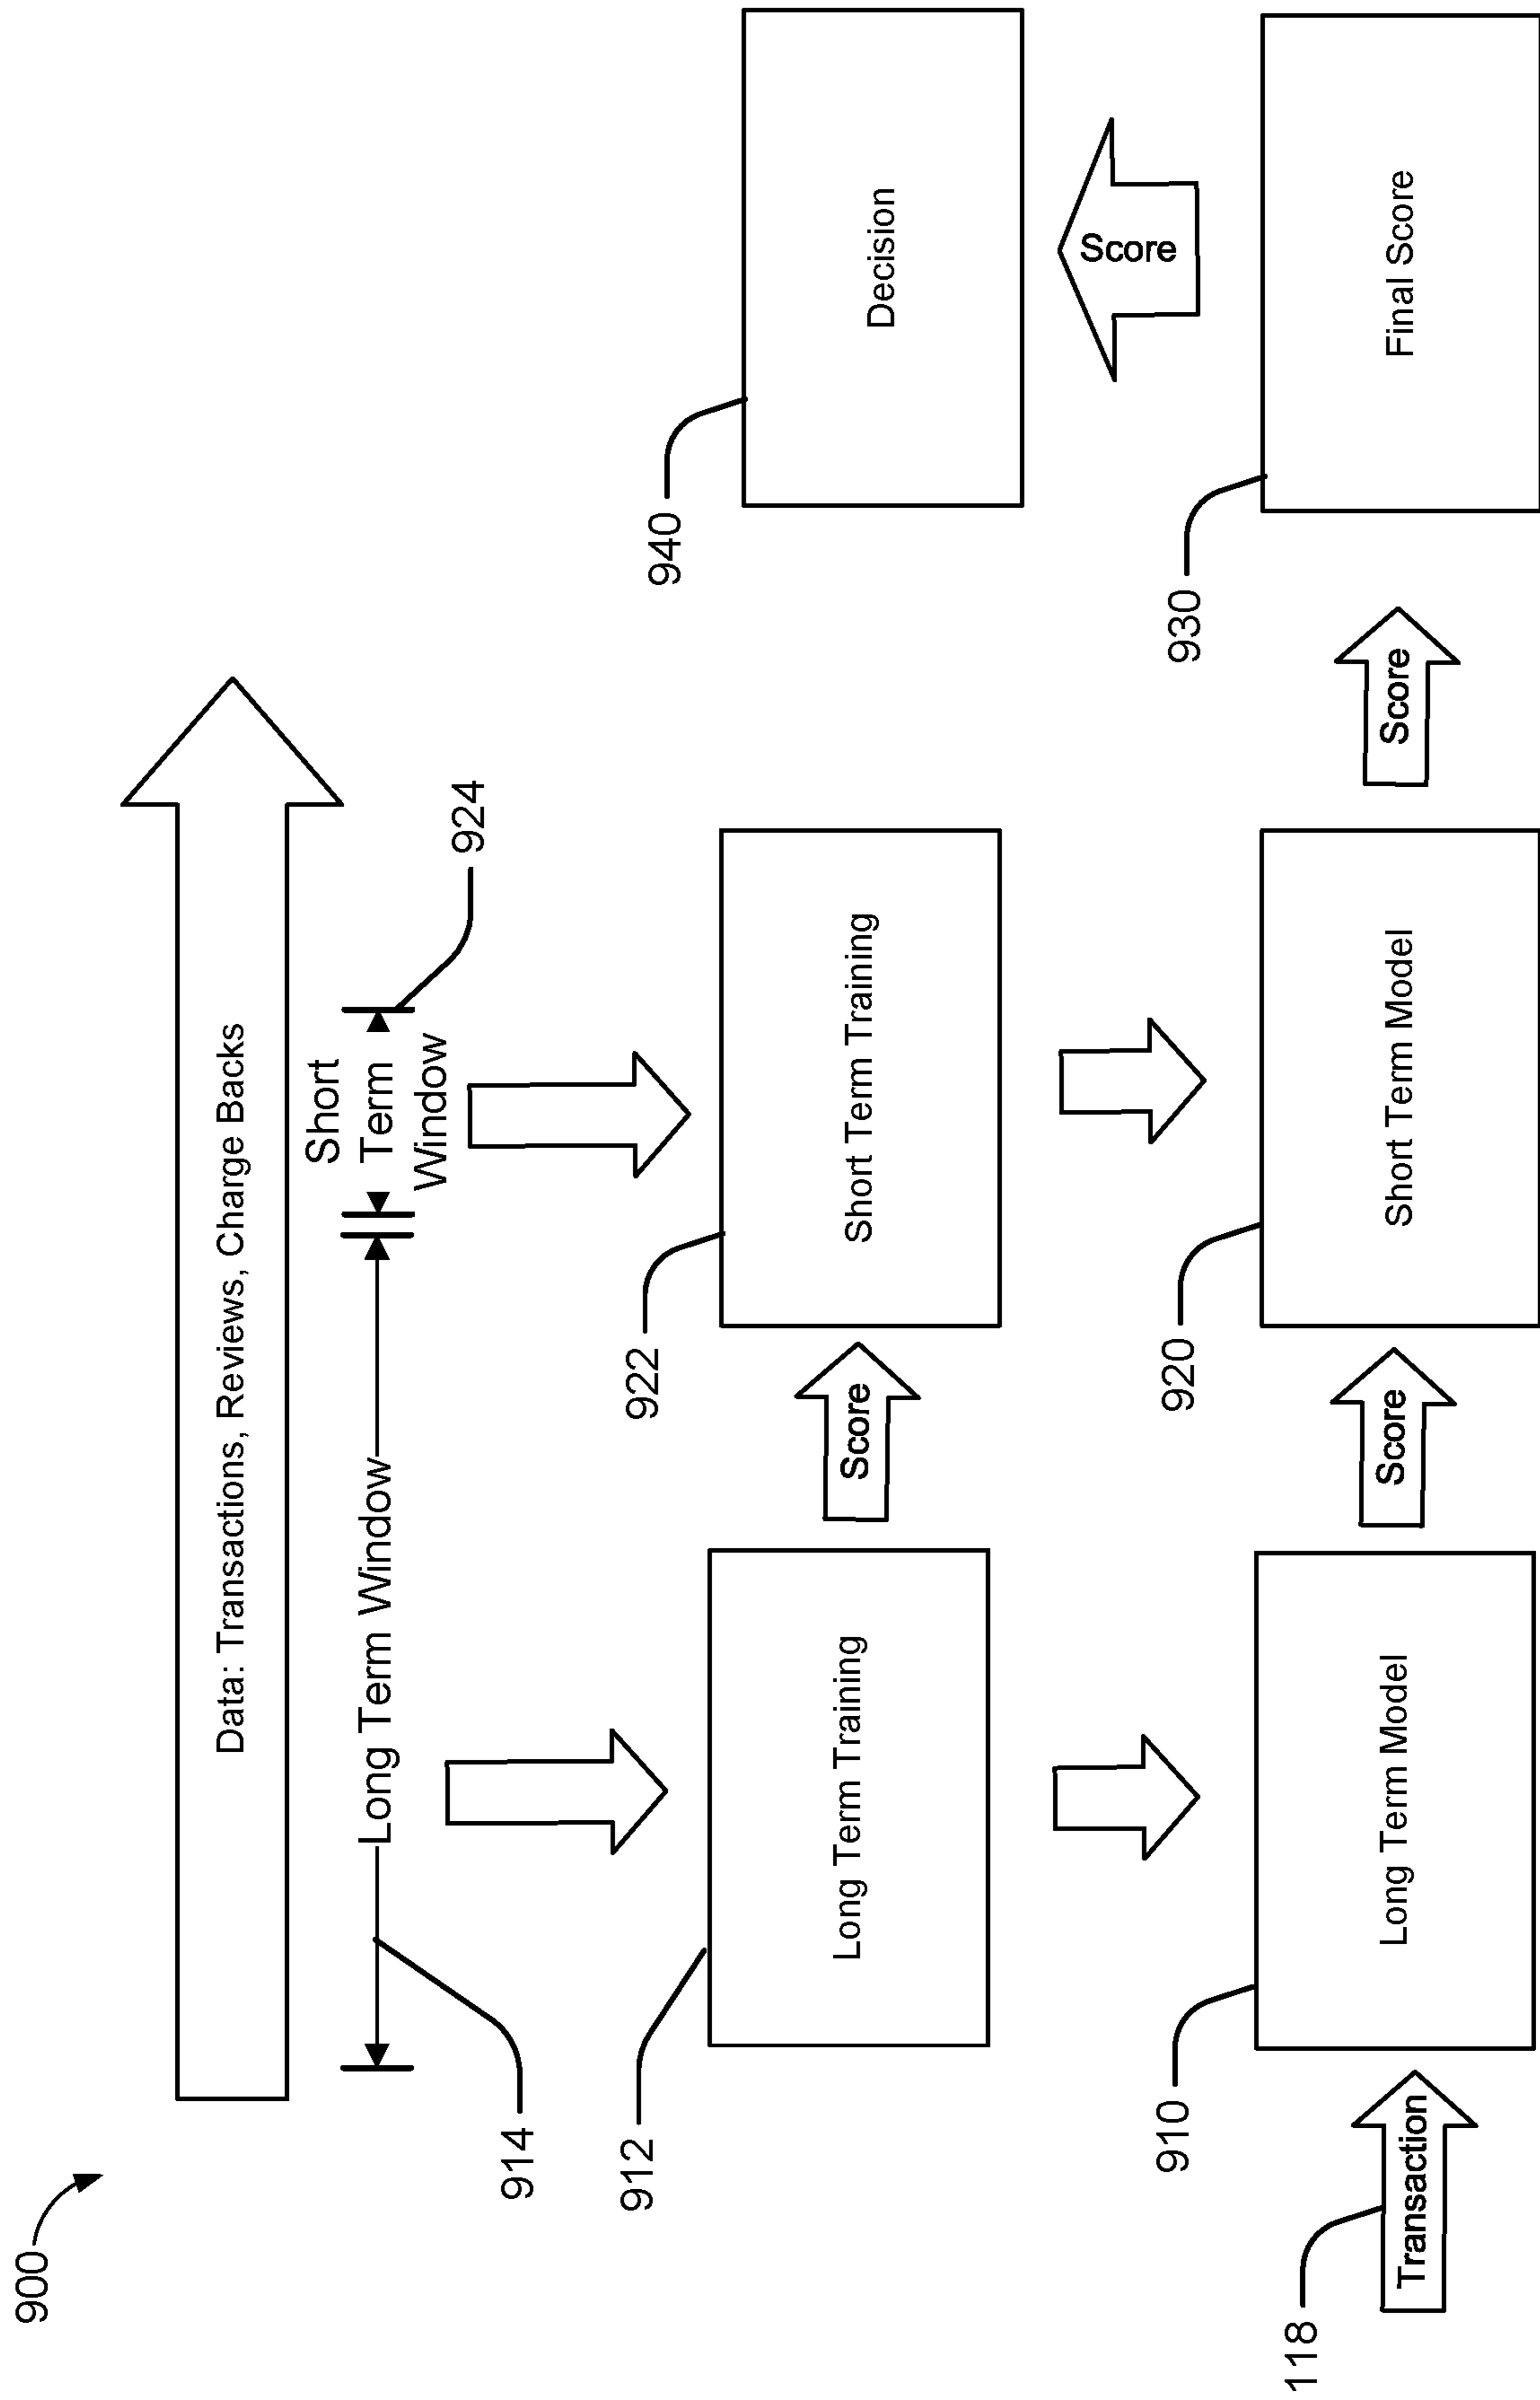 900
Data: Transactions, Reviews, Charge Backs
Long Term Window
Short
Term
Window
914
924
912
Long Term Training
Score
922
Short Term Training
940
Decision
Score
118
Transaction
910
Long Term Model
Score
920
Short Term Model
Score
930
Final Score